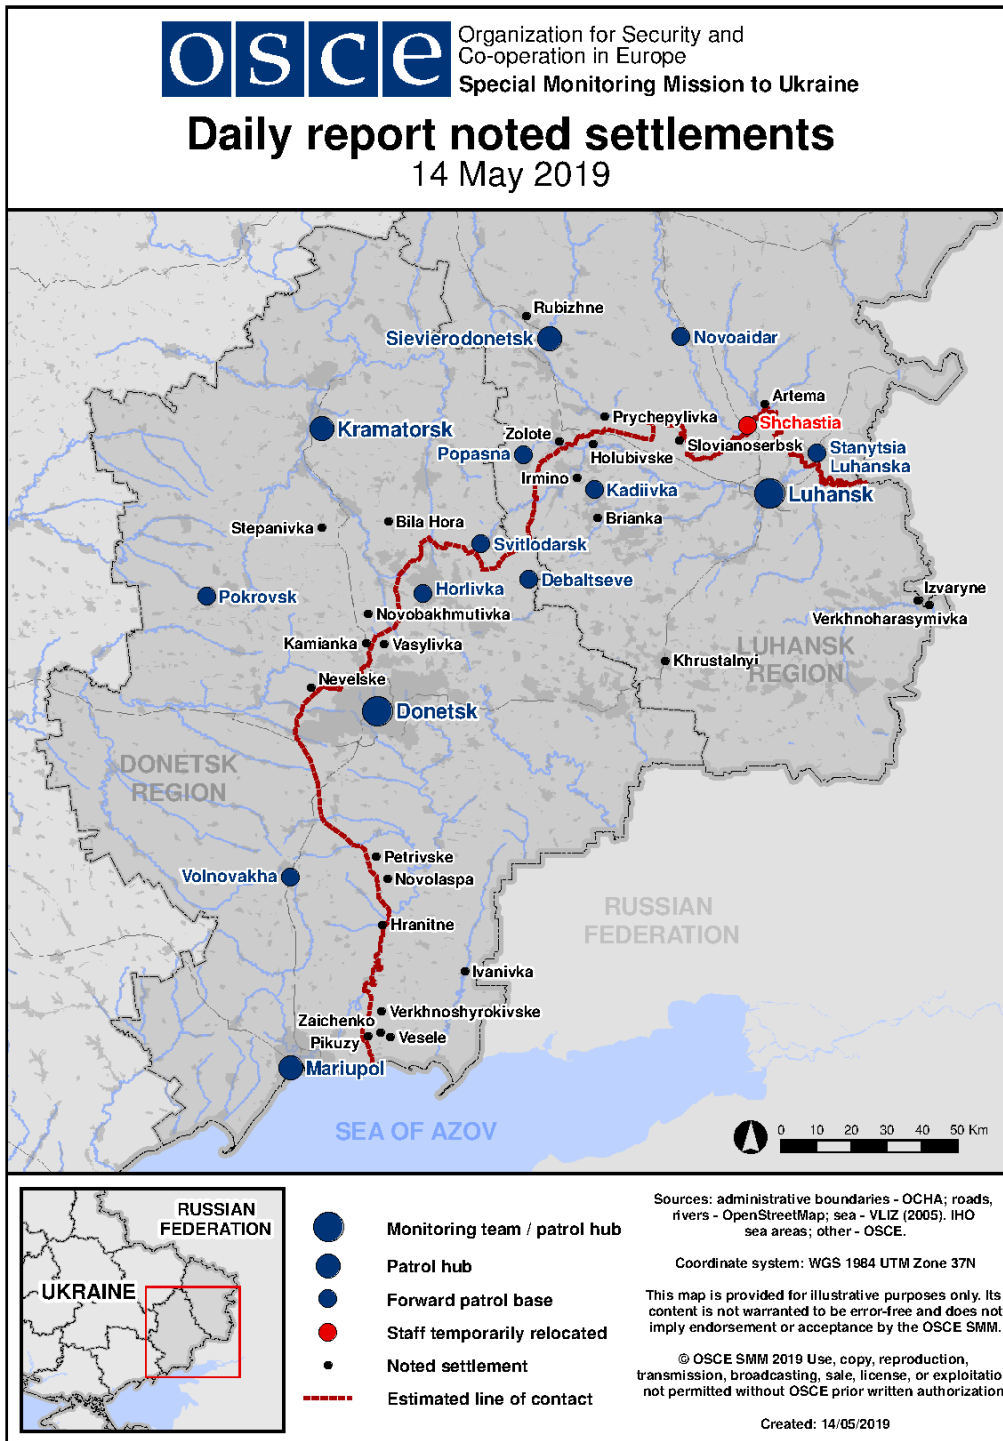 osce
Organization for Security and
Co-operation in Europe
Special Monitoring Mission to Ukraine
Daily report noted settlements
14 May 2019
Rubizhne
Sievierodonetsk
Novoaidar
Artema
Prychepylivka
Shchastia
Kramatorsk
Zolote
Slovianoserbsk
Stanytsia
Luhanska
Popasna
Holubivske
Irmino
Kadiivka
Luhansk
Stepanivka
Bila Hora
Brianka
Svitlodarsk
Debaltseve
Pokrovsk
Horlivka
Izvaryne
Novobakhmutivka
Verkhnoharasymivka
Kamianka
Vasylivka
LUHANSK
REGION
Khrustalnyi
Nevelske
Donetsk
DONETSK
REGION
Petrivske
Volnovakha
Novolaspa
RUSSIAN
FEDERATION
Hranitne
Ivanivka
Verkhnoshyrokivske
Zaichenko
Pikuzy
Vesele
Mariupol
SEA OF AZOV
0 10 20 30 40 50 Km
RUSSIAN
FEDERATION
UKRAINE
Monitoring team / patrol hub
Patrol hub
Forward patrol base
Staff temporarily relocated
Noted settlement
Estimated line of contact
Sources: administrative boundaries - OCHA; roads,
rivers - OpenStreetMap; sea - VLIZ (2005). IHO
sea areas; other - OSCE.
Coordinate system: WGS 1984 UTM Zone 37N
This map is provided for illustrative purposes only. Its
content is not warranted to be error-free and does not
imply endorsement or acceptance by the OSCE SMM.
© OSCE SMM 2019 Use, copy, reproduction,
transmission, broadcasting, sale, license, or exploitatio
not permitted without OSCE prior written authorization
Created: 14/05/2019